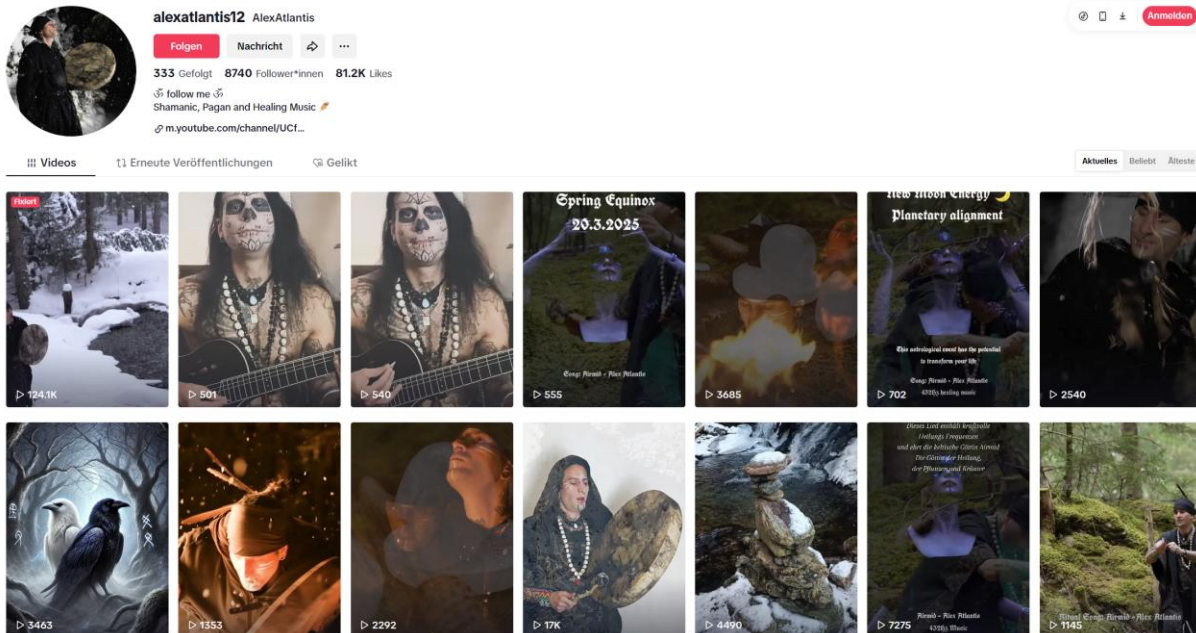 alexatlantis12 AlexAtlantis
Anmelden
Folgen Nachricht
333 Gefolgt 8740 Follower*innen 81.2K Likes
ॐ follow me ॐ
Shamanic, Pagan and Healing Music
m.youtube.com/channel/UCf...
Videos Erneute Veröffentlichungen Gelikt
Aktuelles Beliebt Älteste
Fixiert
124.1K
501
540
Spring Equinox
20.3.2025
Song: Airmid - Alex Atlantis
555
3685
New Moon Energy
Planetary alignment
This astrological event has the potential
to transform your life
Song: Airmid - Alex Atlantis
432Hz healing music
702
2540
3463
1353
2292
17K
4490
Dieses Lied enthält kraftvolle
Heilungs Frequenzen
und ehrt die keltische Göttin Airmid
Die Göttin der Heilung,
der Pflanzen und Kräuter
Airmid - Alex Atlantis
432Hz Music
7275
Ritual Song: Airmid - Alex Atlantis
1145